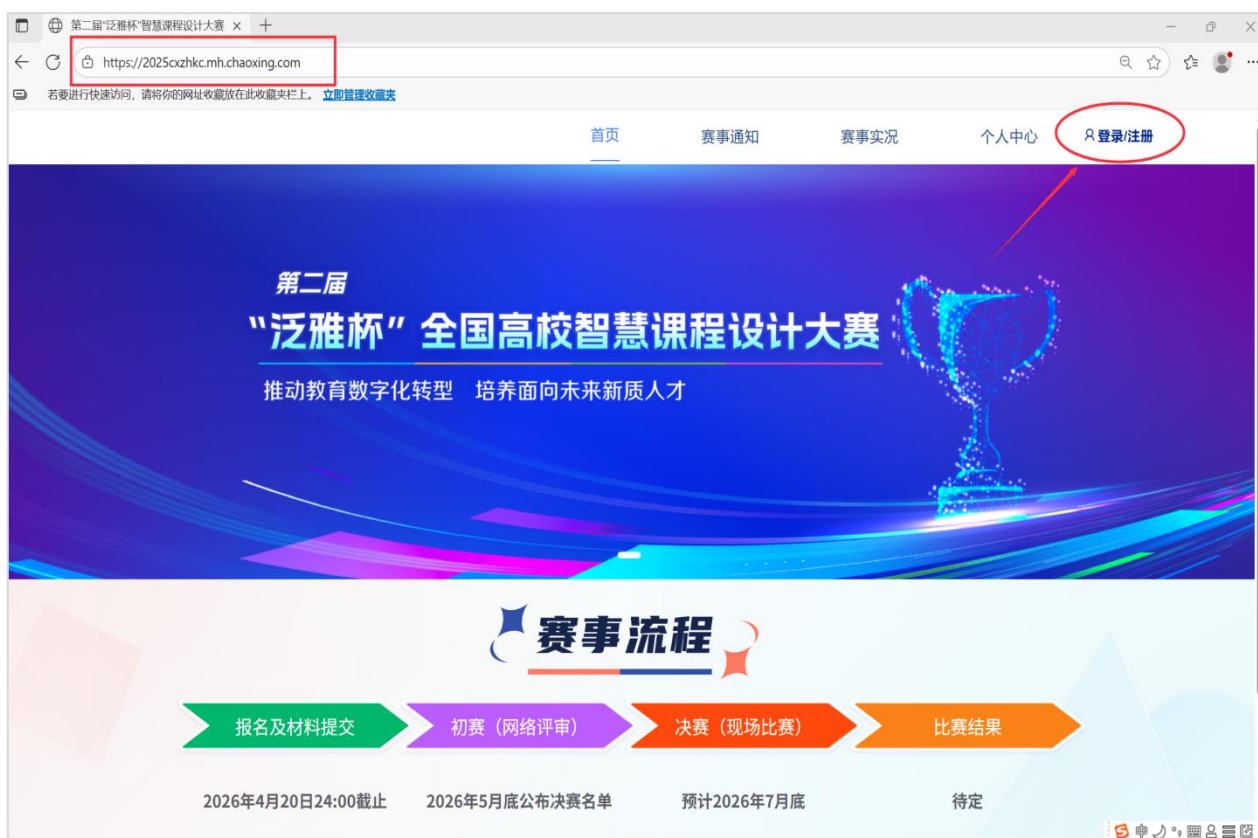 第二届"泛雅杯"智慧课程设计大赛
https://2025cxzhkc.mh.chaoxing.com
若要进行快速访问，请将你的网址收藏放在此收藏夹栏上。 立即管理收藏夹
首页 赛事通知 赛事实况 个人中心 登录/注册
第二届
“泛雅杯”全国高校智慧课程设计大赛
推动教育数字化转型 培养面向未来新质人才
赛事流程
报名及材料提交 初赛（网络评审） 决赛（现场比赛） 比赛结果
2026年4月20日24:00截止 2026年5月底公布决赛名单 预计2026年7月底 待定
中